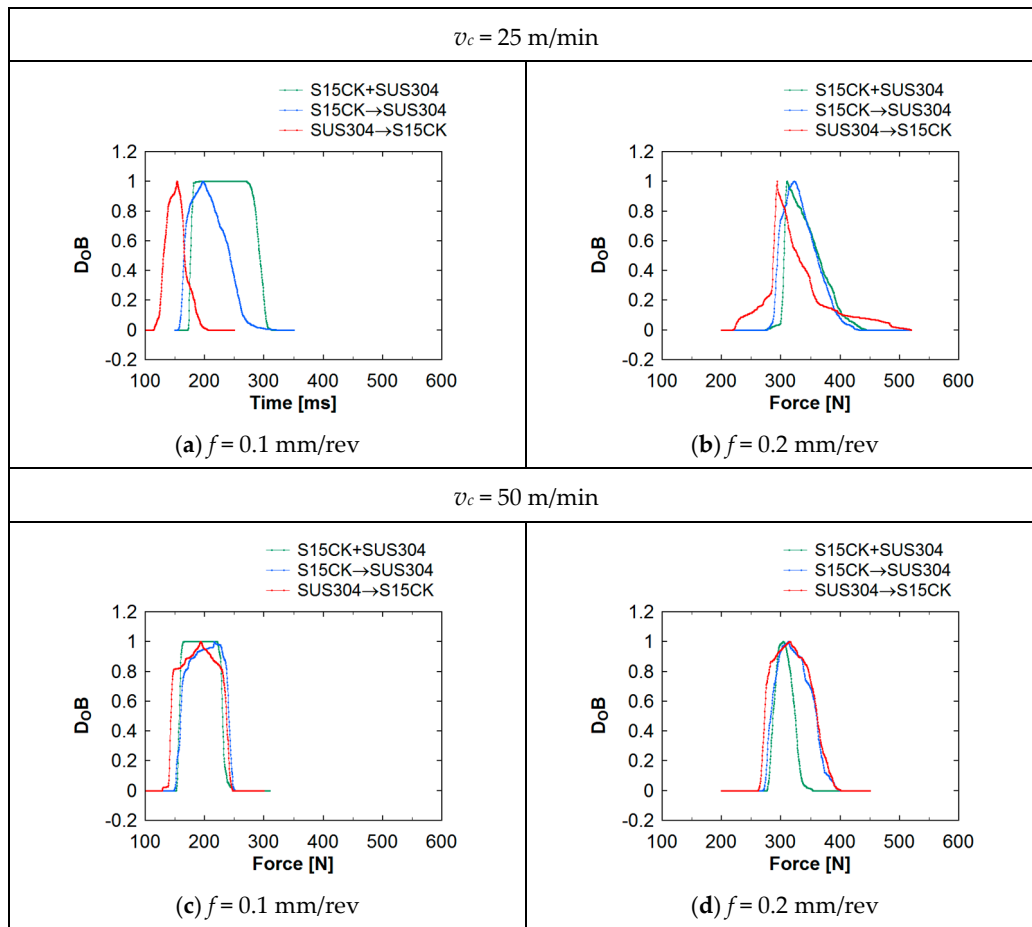 v_c = 25 m/min
S15CK+SUS304
S15CK→SUS304
SUS304→S15CK
1.2
1
0.8
0.6
0.4
0.2
0
-0.2
DOB
100 200 300 400 500 600
Time [ms]
(a) f = 0.1 mm/rev
S15CK+SUS304
S15CK→SUS304
SUS304→S15CK
1.2
1
0.8
0.6
0.4
0.2
0
-0.2
DOB
100 200 300 400 500 600
Force [N]
(b) f = 0.2 mm/rev
v_c = 50 m/min
S15CK+SUS304
S15CK→SUS304
SUS304→S15CK
1.2
1
0.8
0.6
0.4
0.2
0
-0.2
DOB
100 200 300 400 500 600
Force [N]
(c) f = 0.1 mm/rev
S15CK+SUS304
S15CK→SUS304
SUS304→S15CK
1.2
1
0.8
0.6
0.4
0.2
0
-0.2
DOB
100 200 300 400 500 600
Force [N]
(d) f = 0.2 mm/rev